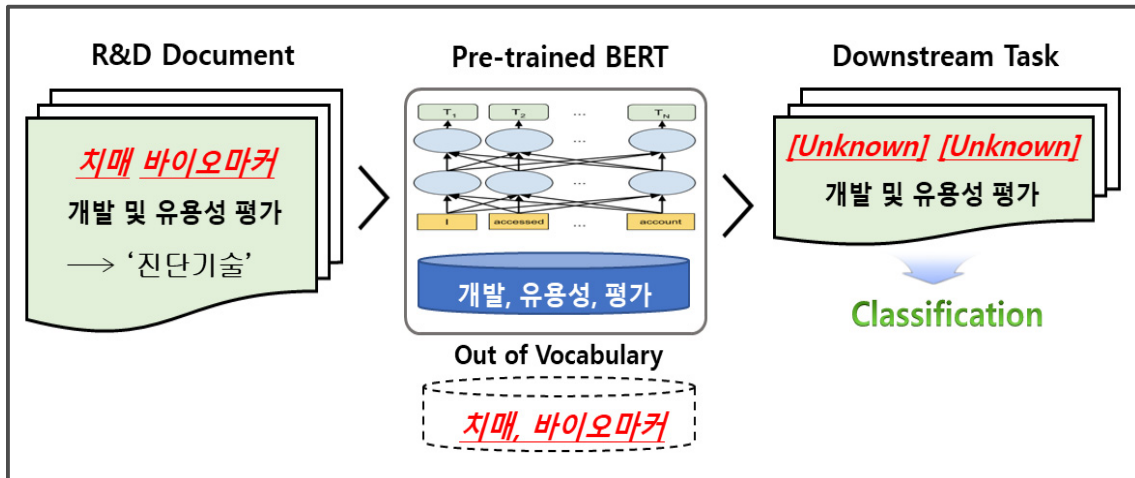 R&D Document
치매 바이오마커
개발 및 유용성 평가
→ ‘진단기술’
Pre-trained BERT
T1 T2 ... TN
I accessed ... account
개발, 유용성, 평가
Out of Vocabulary
치매, 바이오마커
Downstream Task
[Unknown] [Unknown]
개발 및 유용성 평가
Classification